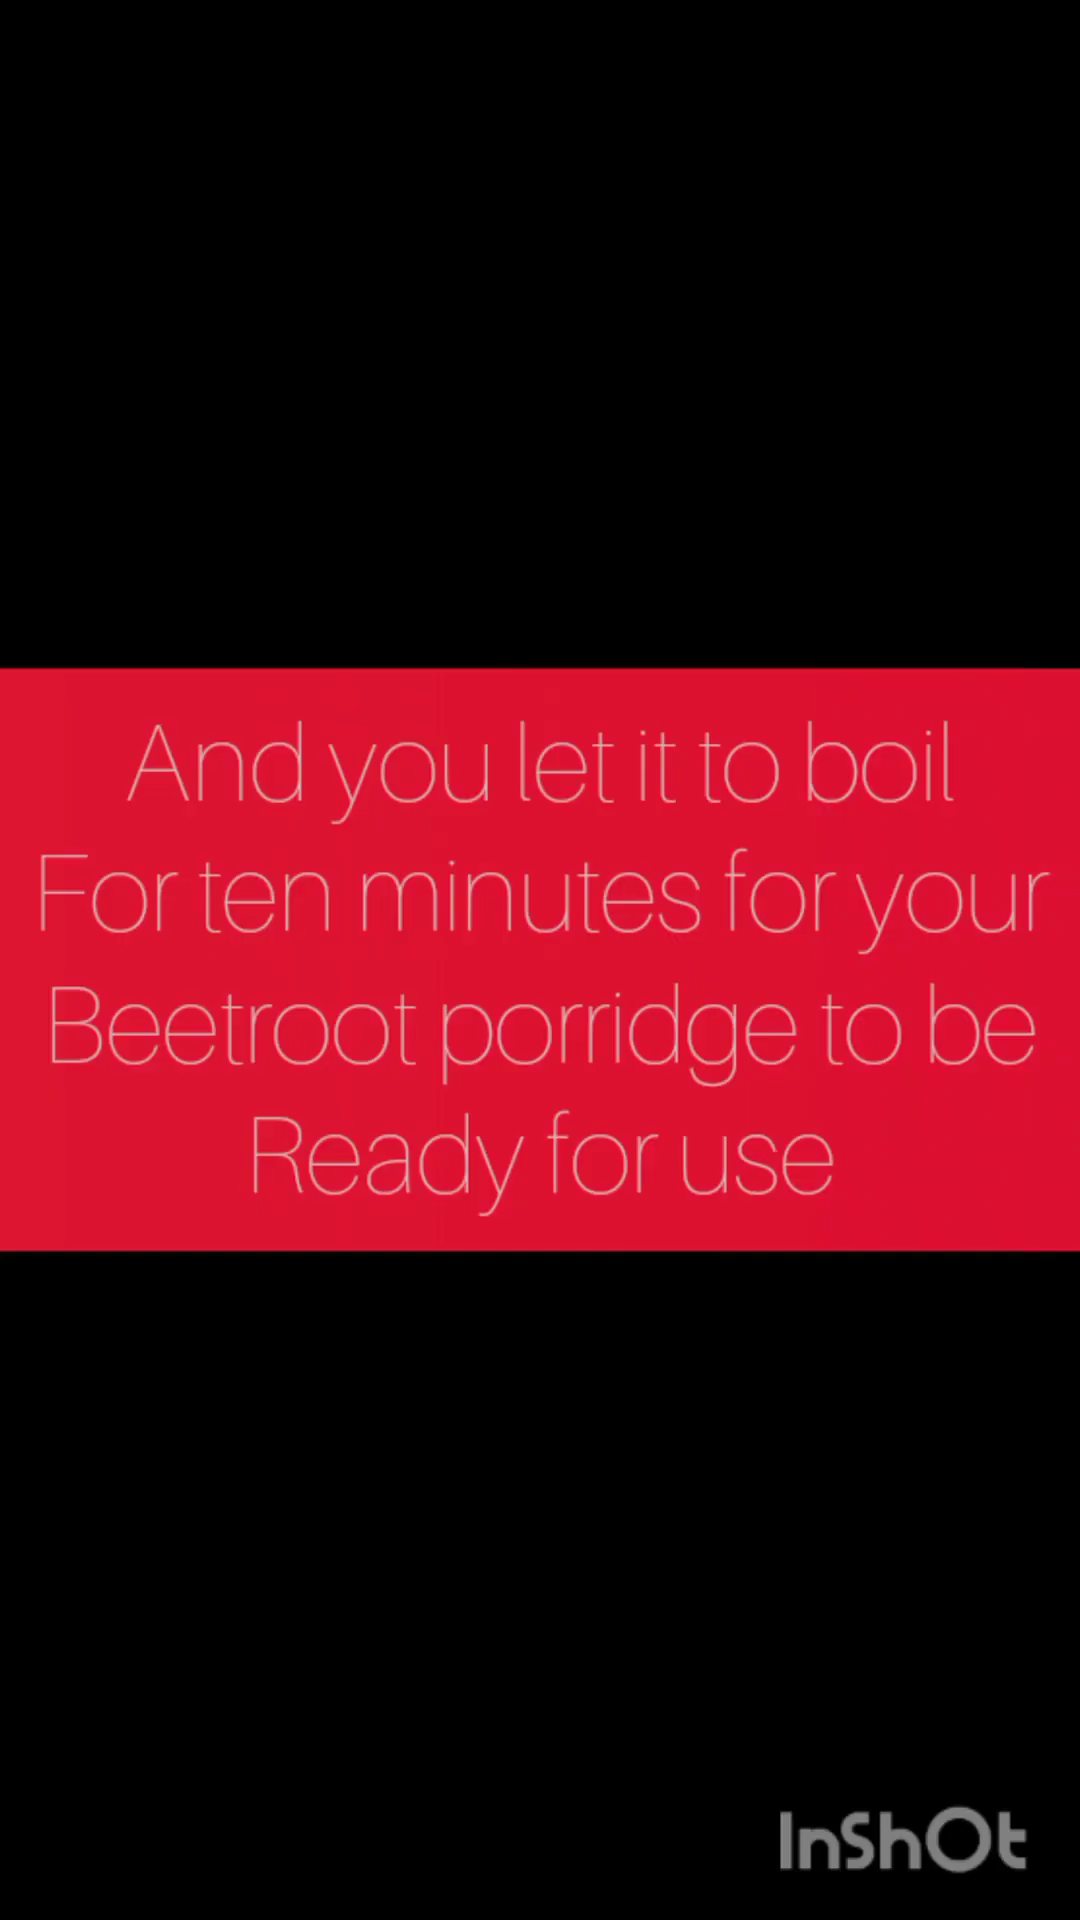 And you let it to boil
For ten minutes for your
Beetroot porridge to be
Ready for use
InShOt